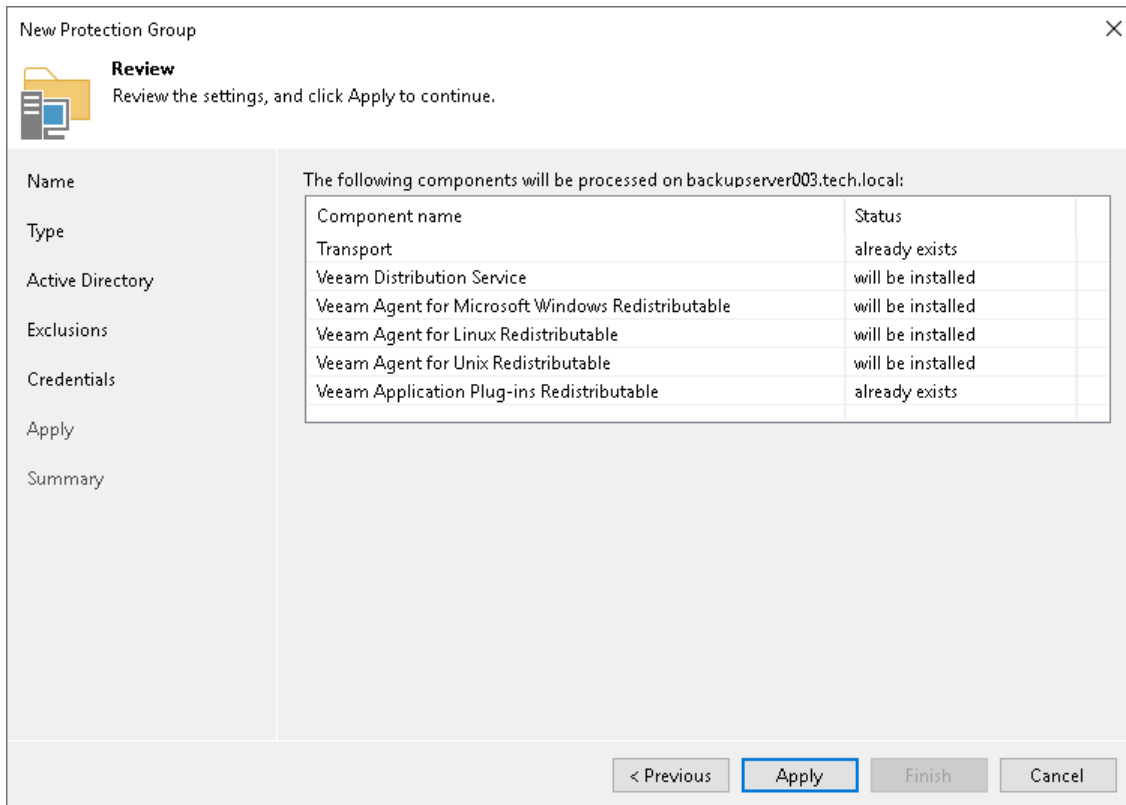 New Protection Group
Review
Review the settings, and click Apply to continue.
Name
Type
Active Directory
Exclusions
Credentials
Apply
Summary
The following components will be processed on backupserver003.tech.local:
Component name Status
Transport already exists
Veeam Distribution Service will be installed
Veeam Agent for Microsoft Windows Redistributable will be installed
Veeam Agent for Linux Redistributable will be installed
Veeam Agent for Unix Redistributable will be installed
Veeam Application Plug-ins Redistributable already exists
< Previous Apply Finish Cancel